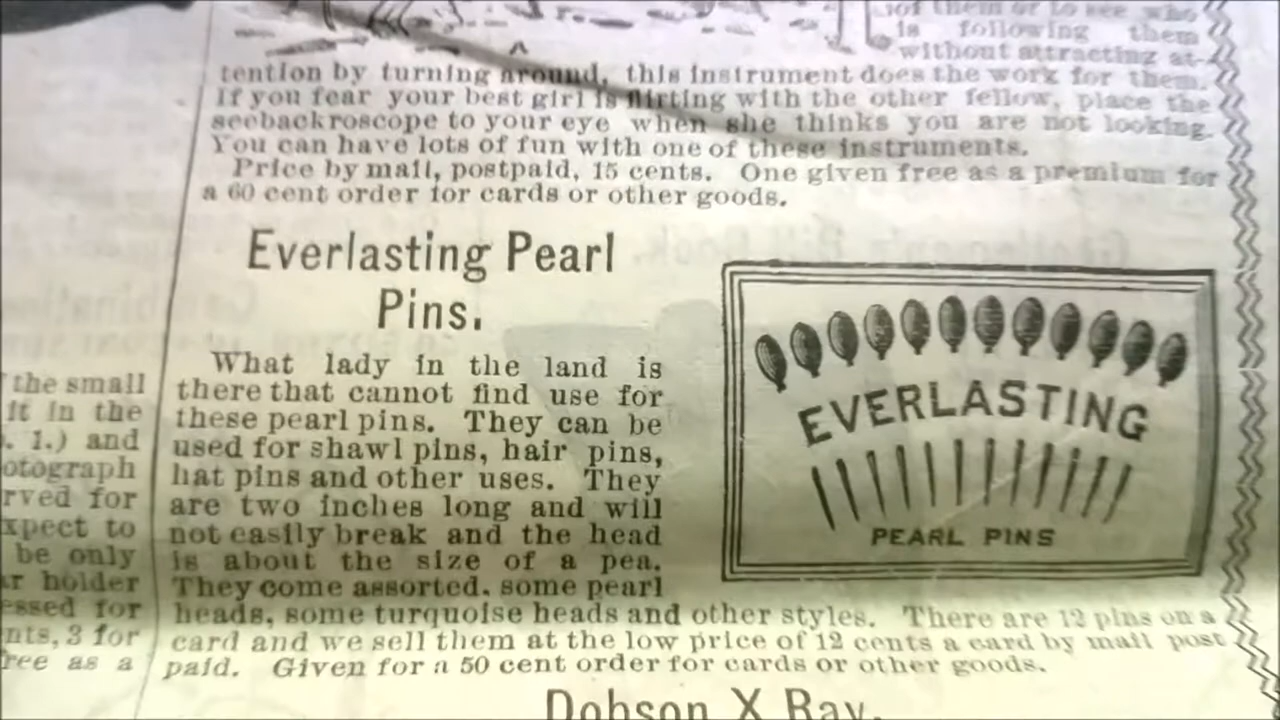 of them or to see who
is following them
without attracting at-
tention by turning around, this instrument does the work for them.
If you fear your best girl is flirting with the other fellow, place the
seebackroscope to your eye when she thinks you are not looking.
You can have lots of fun with one of these instruments.
Price by mail, postpaid, 15 cents. One given free as a premium for
a 60 cent order for cards or other goods.
Everlasting Pearl
Pins.
What lady in the land is
there that cannot find use for
these pearl pins. They can be
used for shawl pins, hair pins,
hat pins and other uses. They
are two inches long and will
not easily break and the head
is about the size of a pea.
They come assorted, some pearl
heads, some turquoise heads and other styles. There are 12 pins on a
card and we sell them at the low price of 12 cents a card by mail post
paid. Given for a 50 cent order for cards or other goods.
EVERLASTING
PEARL PINS
the small
it in the
1.) and
otograph
rved for
xpect to
be only
ar holder
essed for
nts, 3 for
ree as a
Dobson X Ray.